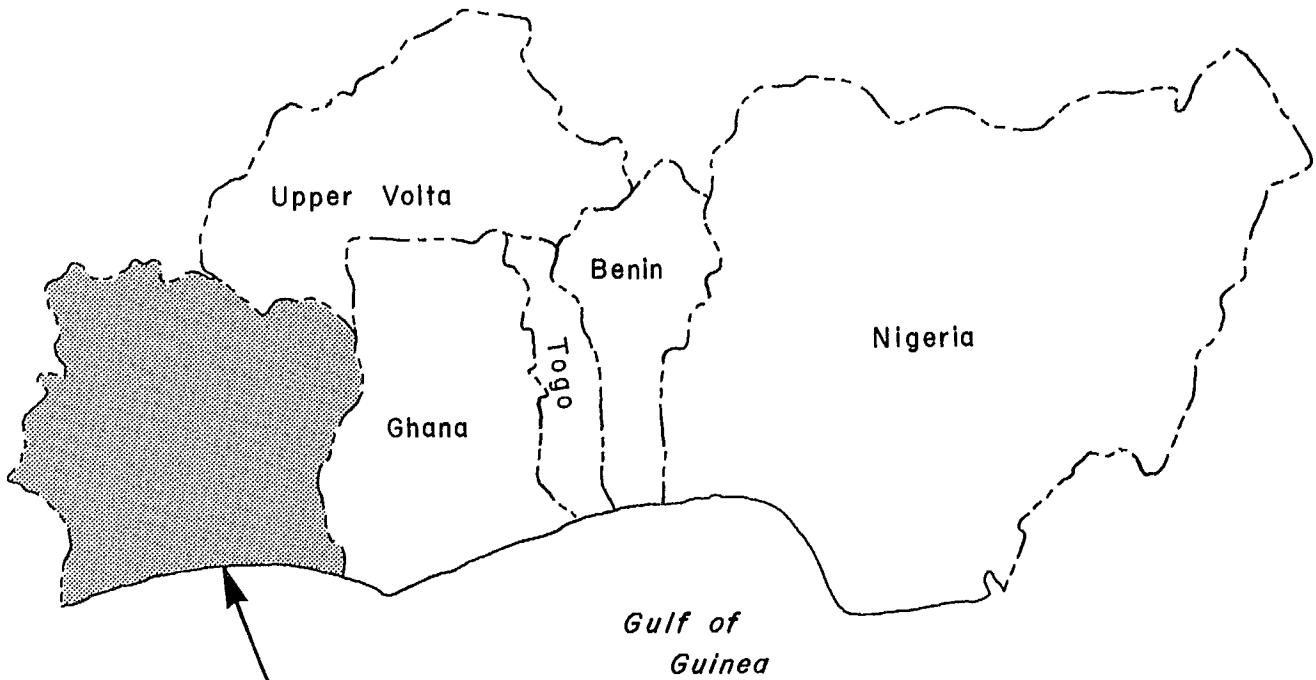 Upper Volta
Benin
Nigeria
Togo
Ghana
Gulf of
Guinea